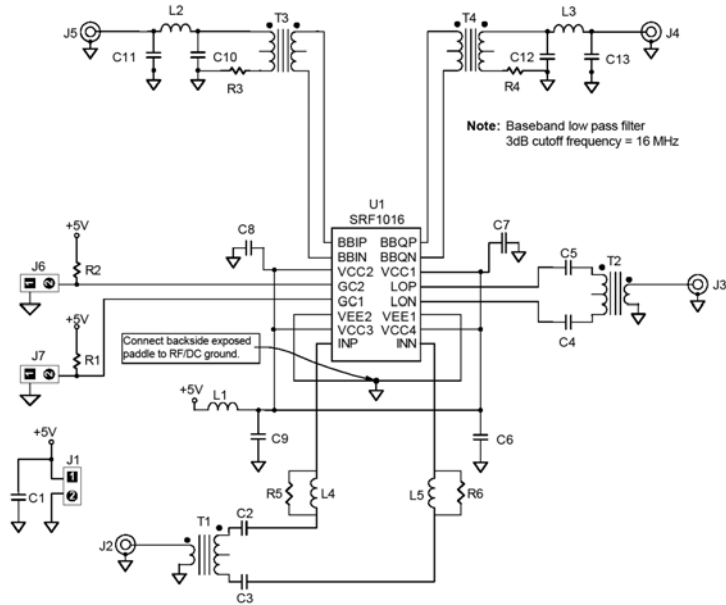 L2
T3
T4
L3
J5
J4
C11
C10
C12
C13
R3
R4
Note: Baseband low pass filter
3dB cutoff frequency = 16 MHz
U1
SRF1016
+5V
C8
C7
BBIP BBQP
BBIN BBQN
VCC2 VCC1
GC2 LOP
GC1 LON
VEE2 VEE1
VCC3 VCC4
INP INN
C5
T2
J3
C4
J6
1 2
R2
+5V
J7
1 2
R1
Connect backside exposed
paddle to RF/DC ground.
+5V
L1
C9
C6
+5V
J1
1
2
C1
R5
L4
L5
R6
T1
C2
J2
C3